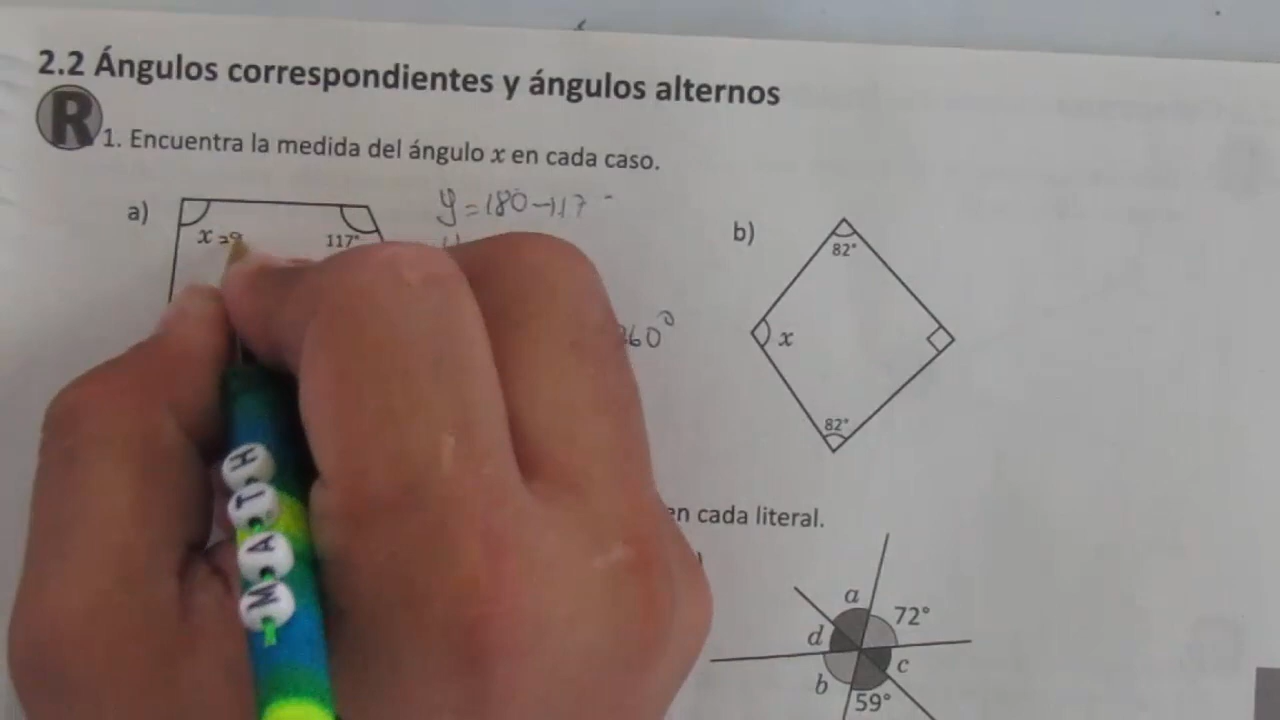 2.2 Ángulos correspondientes y ángulos alternos
R
1. Encuentra la medida del ángulo x en cada caso.
a)
x =9
117°
y = 180 - 117
b)
82°
x
82°
360°
M A T H
en cada literal.
a
72°
d
c
b
59°